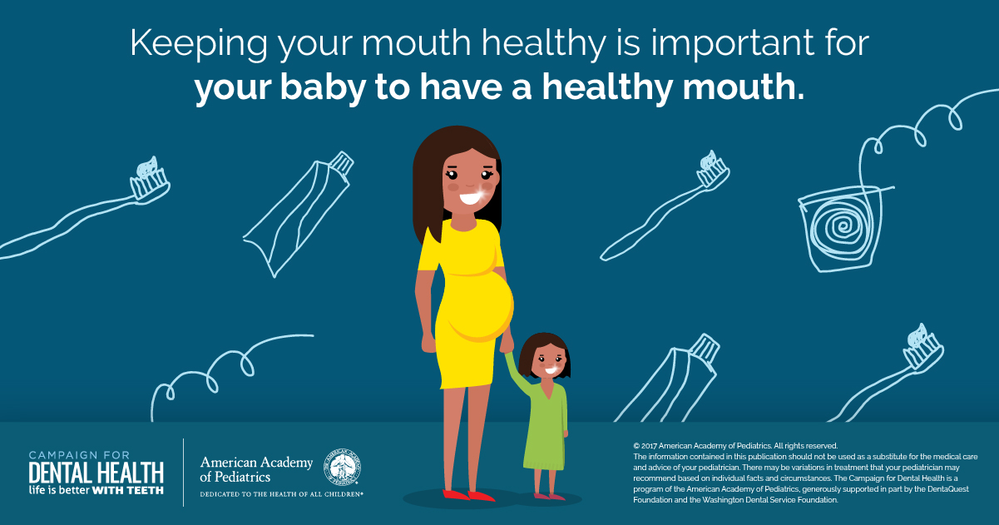 Keeping your mouth healthy is important for
your baby to have a healthy mouth.
CAMPAIGN FOR
DENTAL HEALTH
life is better WITH TEETH
American Academy
of Pediatrics
DEDICATED TO THE HEALTH OF ALL CHILDREN®
© 2017 American Academy of Pediatrics. All rights reserved.
The information contained in this publication should not be used as a substitute for the medical care
and advice of your pediatrician. There may be variations in treatment that your pediatrician may
recommend based on individual facts and circumstances. The Campaign for Dental Health is a
program of the American Academy of Pediatrics, generously supported in part by the DentaQuest
Foundation and the Washington Dental Service Foundation.